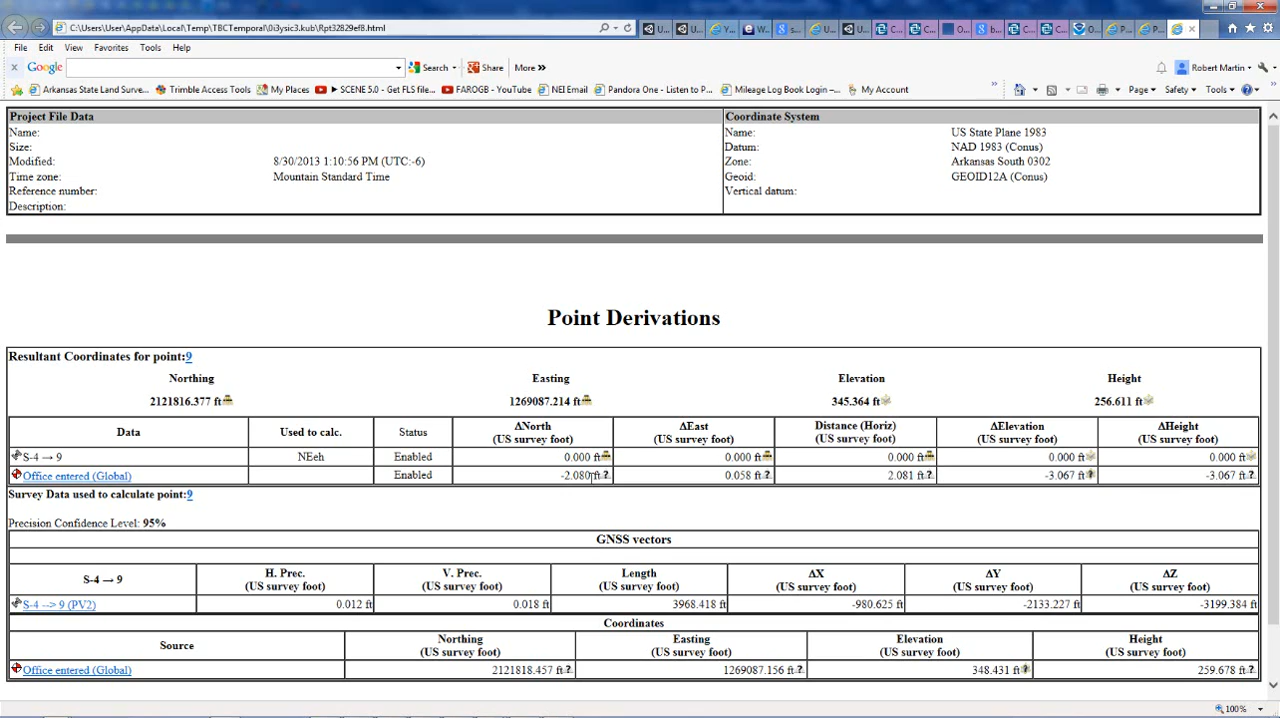 C:\Users\User\AppData\Local\Temp\TBCTemporal\0i3ysic3.kub\Rpt32829ef8.html
File Edit View Favorites Tools Help
Google Search Share More » Robert Martin
Arkansas State Land Surve... Trimble Access Tools My Places ► SCENE 5.0 - Get FLS file... FAROGB - YouTube NEI Email Pandora One - Listen to P... Mileage Log Book Login –... My Account » Page Safety Tools
Project File Data Coordinate System
Name: Name: US State Plane 1983
Size: Datum: NAD 1983 (Conus)
Modified: 8/30/2013 1:10:56 PM (UTC:-6) Zone: Arkansas South 0302
Time zone: Mountain Standard Time Geoid: GEOID12A (Conus)
Reference number: Vertical datum:
Description:
Point Derivations
Resultant Coordinates for point:9
Northing Easting Elevation Height
2121816.377 ft 1269087.214 ft 345.364 ft 256.611 ft
Data Used to calc. Status ΔNorth (US survey foot) ΔEast (US survey foot) Distance (Horiz) (US survey foot) ΔElevation (US survey foot) ΔHeight (US survey foot)
S-4 → 9 NEeh Enabled 0.000 ft 0.000 ft 0.000 ft 0.000 ft 0.000 ft
Office entered (Global) Enabled -2.080 ft ? 0.058 ft ? 2.081 ft ? -3.067 ft -3.067 ft ?
Survey Data used to calculate point:9
Precision Confidence Level: 95%
GNSS vectors
S-4 → 9 H. Prec. (US survey foot) V. Prec. (US survey foot) Length (US survey foot) ΔX (US survey foot) ΔY (US survey foot) ΔZ (US survey foot)
S-4 --> 9 (PV2) 0.012 ft 0.018 ft 3968.418 ft -980.625 ft -2133.227 ft -3199.384 ft
Coordinates
Source Northing (US survey foot) Easting (US survey foot) Elevation (US survey foot) Height (US survey foot)
Office entered (Global) 2121818.457 ft ? 1269087.156 ft ? 348.431 ft 259.678 ft ?
100%